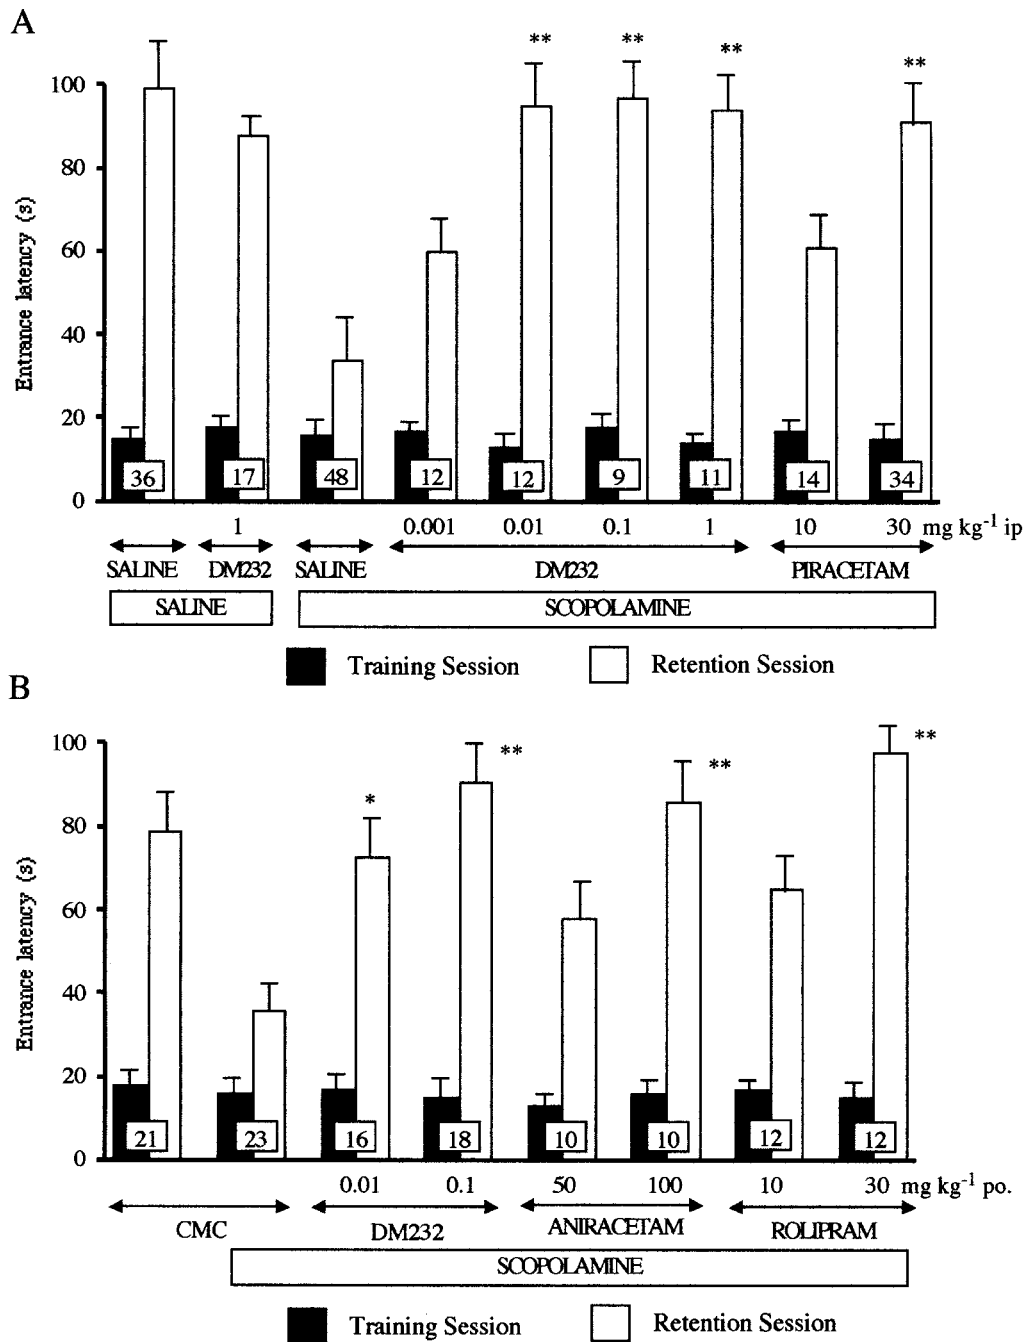 A
** ** ** **
100
80
60
40
20
0
Entrance latency (s)
36 17 48 12 12 9 11 14 34
1 0.001 0.01 0.1 1 10 30 mg kg⁻¹ ip
SALINE DM232 SALINE DM232 PIRACETAM
SALINE SCOPOLAMINE
Training Session Retention Session
B
* ** ** **
100
80
60
40
20
0
Entrance latency (s)
21 23 16 18 10 10 12 12
0.01 0.1 50 100 10 30 mg kg⁻¹ po.
CMC DM232 ANIRACETAM ROLIPRAM
SCOPOLAMINE
Training Session Retention Session